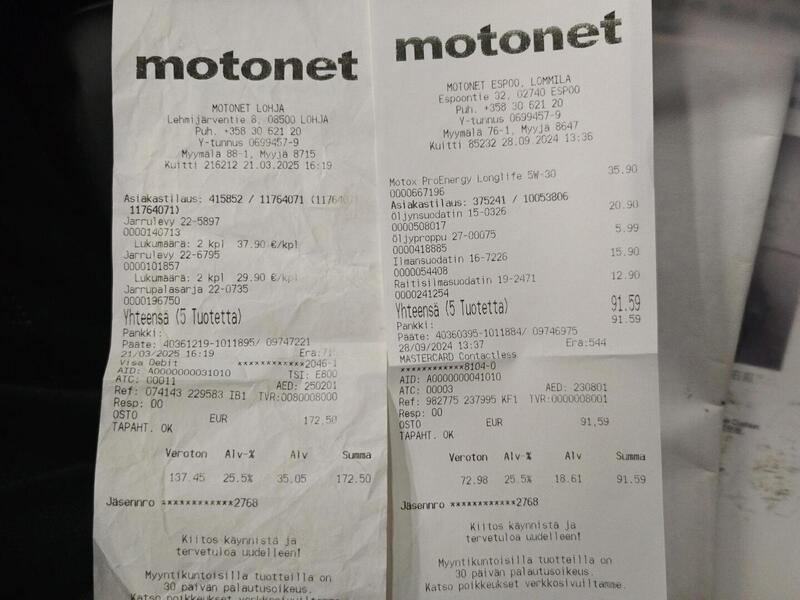 motonet
MOTONET LOHJA
Lehmijärventie 8, 08500 LOHJA
Puh. +358 30 621 20
Y-tunnus 0699457-9
Myymälä 88-1, Myyjä 8715
Kuitti 216212 21.03.2025 16:19
Asiakastilaus: 415852 / 11764071
11764071)
Jarrulevy 22-5897
0000140713
Lukumäärä: 2 kpl 37.90 €/kpl
Jarrulevy 22-6795
0000101857
Lukumäärä: 2 kpl 29.90 €/kpl
Jarrupalasarja 22-0735
0000196750
Yhteensä (5 Tuotetta)
Pankki:
Pääte: 40361219-1011895/ 09747221
21/03/2025 16:19 Erä:
Visa Debit ************2046-1
AID: A0000000031010 TSI: E800
ATC: 00011 AED: 250201
Ref: 074143 229583 IB1 TVR:0080008000
Resp: 00
OSTO EUR 172,50
TAPAHT. OK
Veroton Alv-% Alv Summa
137.45 25.5% 35.05 172.50
Jäsennro ************2768
Kiitos käynnistä ja
tervetuloa uudelleen!
Myyntikuntoisilla tuotteilla on
30 päivän palautusoikeus.
Katso poikkeukset verkkosivuiltamme.
motonet
MOTONET ESPOO, LOMMILA
Espoontie 32, 02740 ESPOO
Puh. +358 30 621 20
Y-tunnus 0699457-9
Myymälä 76-1, Myyjä 8647
Kuitti 85232 28.09.2024 13:36
Motox ProEnergy Longlife 5W-30 35.90
0000667196
Asiakastilaus: 375241 / 10053806
Öljynsuodatin 15-0326 20.90
0000508017
Öljyproppu 27-00075 5.99
0000418885
Ilmansuodatin 16-7226 15.90
0000054408
Raitisilmasuodatin 19-2471 12.90
0000241254
Yhteensä (5 Tuotetta) 91.59
Pankki: 91.59
Pääte: 40360395-1011884/ 09746975
28/09/2024 13:37 Erä:544
MASTERCARD Contactless
************8104-0
AID: A0000000041010
ATC: 00003 AED: 230801
Ref: 982775 237995 KF1 TVR:0000008001
Resp: 00
OSTO EUR 91,59
TAPAHT. OK
Veroton Alv-% Alv Summa
72.98 25.5% 18.61 91.59
Jäsennro ************2768
Kiitos käynnistä ja
tervetuloa uudelleen!
Myyntikuntoisilla tuotteilla on
30 päivän palautusoikeus.
Katso poikkeukset verkkosivuiltamme.